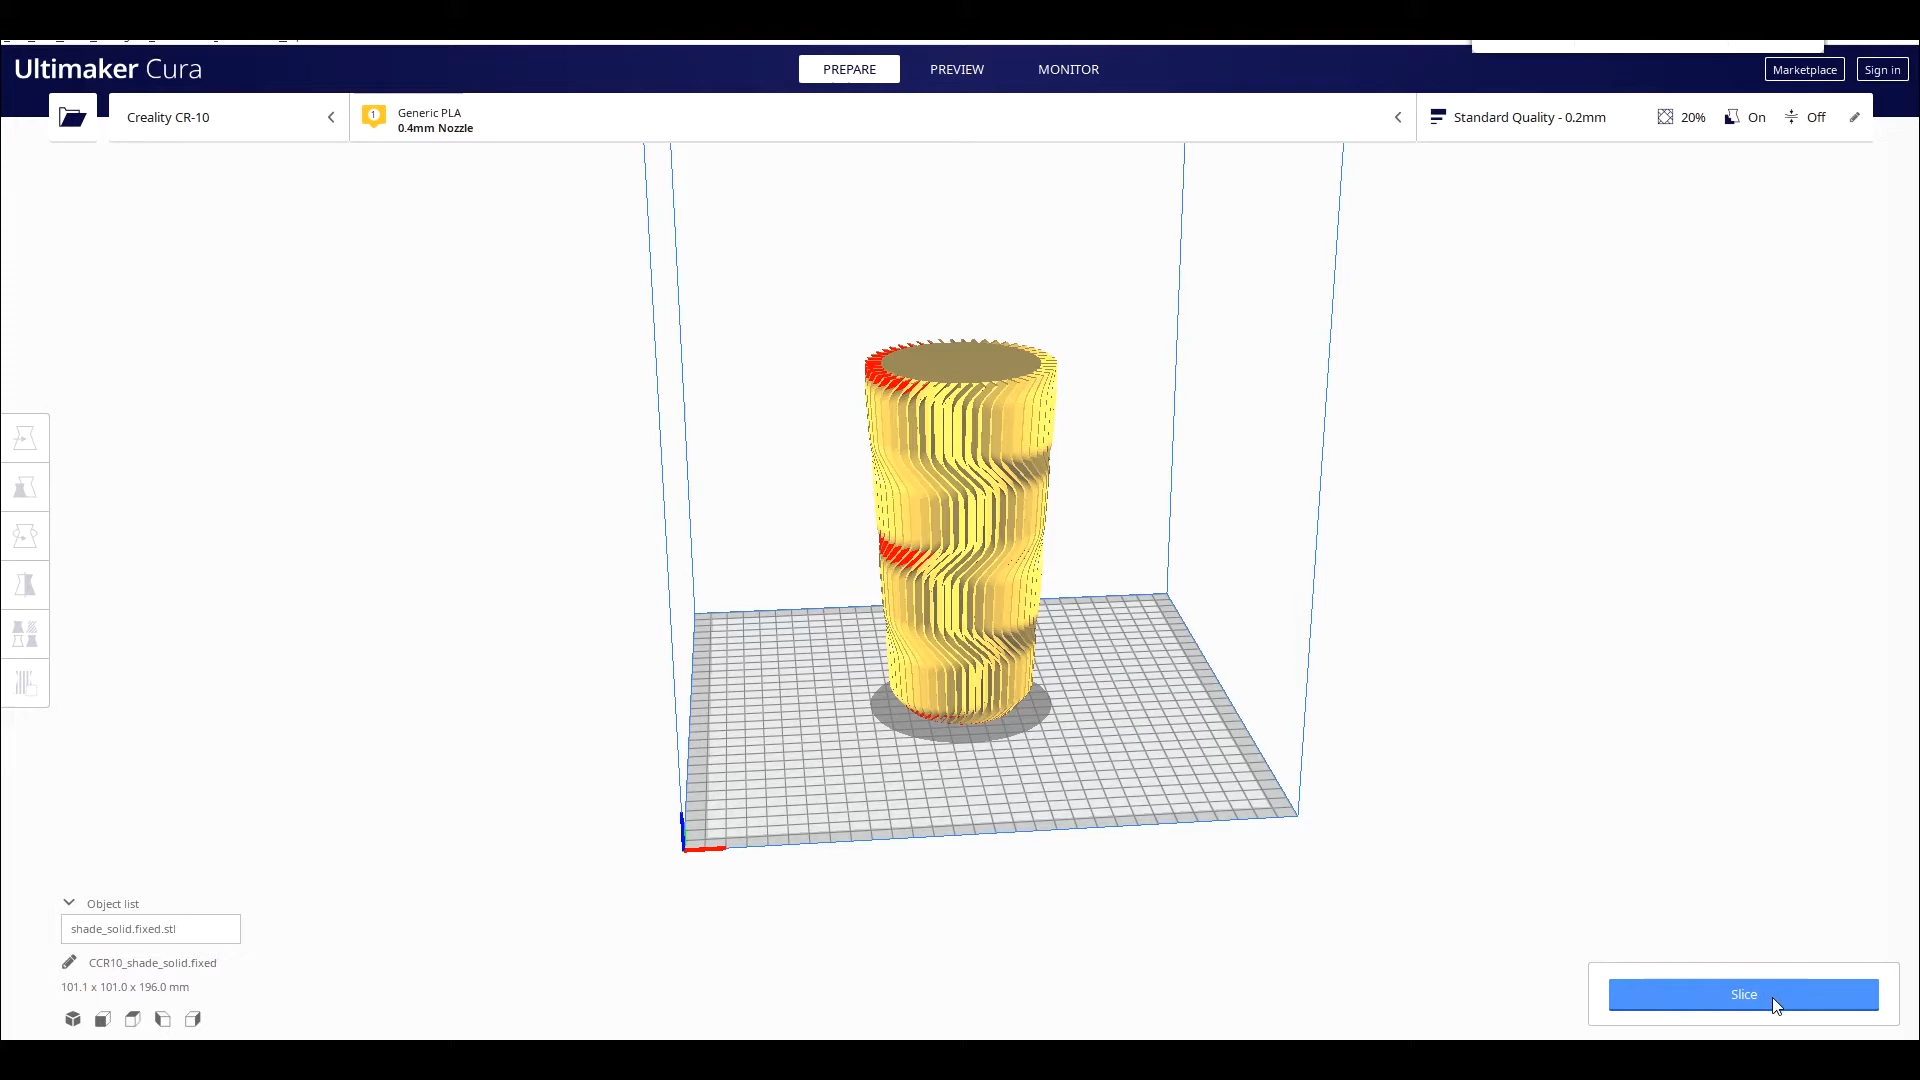 Ultimaker Cura
PREPARE
PREVIEW
MONITOR
Marketplace
Sign in
Creality CR-10
1
Generic PLA
0.4mm Nozzle
Standard Quality - 0.2mm
20%
On
Off
Object list
shade_solid.fixed.stl
CCR10_shade_solid.fixed
101.1 x 101.0 x 196.0 mm
Slice